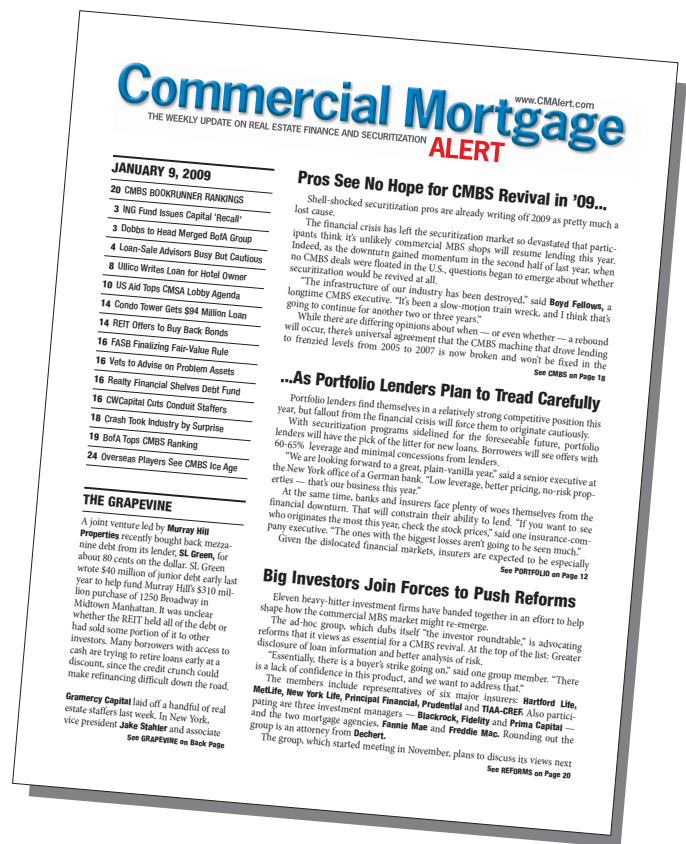 www.CMAlert.com
Commercial Mortgage
THE WEEKLY UPDATE ON REAL ESTATE FINANCE AND SECURITIZATION
ALERT
JANUARY 9, 2009
20 CMBS BOOKRUNNER RANKINGS
3 ING Fund Issues Capital 'Recall'
3 Dobbs to Head Merged BofA Group
4 Loan-Sale Advisors Busy But Cautious
8 Ullico Writes Loan for Hotel Owner
10 US Aid Tops CMSA Lobby Agenda
14 Condo Tower Gets $94 Million Loan
14 REIT Offers to Buy Back Bonds
16 FASB Finalizing Fair-Value Rule
16 Vets to Advise on Problem Assets
16 Realty Financial Shelves Debt Fund
16 CWCapital Cuts Conduit Staffers
18 Crash Took Industry by Surprise
19 BofA Tops CMBS Ranking
24 Overseas Players See CMBS Ice Age
THE GRAPEVINE
A joint venture led by Murray Hill
Properties recently bought back mezza-
nine debt from its lender, SL Green, for
about 80 cents on the dollar. SL Green
wrote $40 million of junior debt early last
year to help fund Murray Hill's $310 mil-
lion purchase of 1250 Broadway in
Midtown Manhattan. It was unclear
whether the REIT held all of the debt or
had sold some portion of it to other
investors. Many borrowers with access to
cash are trying to retire loans early at a
discount, since the credit crunch could
make refinancing difficult down the road.
Gramercy Capital laid off a handful of real
estate staffers last week. In New York,
vice president Jake Stahler and associate
See GRAPEVINE on Back Page
Pros See No Hope for CMBS Revival in '09...
Shell-shocked securitization pros are already writing off 2009 as pretty much a
lost cause.
The financial crisis has left the securitization market so devastated that partic-
ipants think it's unlikely commercial MBS shops will resume lending this year.
Indeed, as the downturn gained momentum in the second half of last year, when
no CMBS deals were floated in the U.S., questions began to emerge about whether
securitization would be revived at all.
"The infrastructure of our industry has been destroyed," said Boyd Fellows, a
longtime CMBS executive. "It's been a slow-motion train wreck, and I think that's
going to continue for another two or three years."
While there are differing opinions about when — or even whether — a rebound
will occur, there's universal agreement that the CMBS machine that drove lending
to frenzied levels from 2005 to 2007 is now broken and won't be fixed in the
See CMBS on Page 18
...As Portfolio Lenders Plan to Tread Carefully
Portfolio lenders find themselves in a relatively strong competitive position this
year, but fallout from the financial crisis will force them to originate cautiously.
With securitization programs sidelined for the foreseeable future, portfolio
lenders will have the pick of the litter for new loans. Borrowers will see offers with
60-65% leverage and minimal concessions from lenders.
"We are looking forward to a great, plain-vanilla year," said a senior executive at
the New York office of a German bank. "Low leverage, better pricing, no-risk prop-
erties — that's our business this year."
At the same time, banks and insurers face plenty of woes themselves from the
financial downturn. That will constrain their ability to lend. "If you want to see
who originates the most this year, check the stock prices," said one insurance-com-
pany executive. "The ones with the biggest losses aren't going to be seen much."
Given the dislocated financial markets, insurers are expected to be especially
See PORTFOLIO on Page 12
Big Investors Join Forces to Push Reforms
Eleven heavy-hitter investment firms have banded together in an effort to help
shape how the commercial MBS market might re-emerge.
The ad-hoc group, which dubs itself "the investor roundtable," is advocating
reforms that it views as essential for a CMBS revival. At the top of the list: Greater
disclosure of loan information and better analysis of risk.
"Essentially, there is a buyer's strike going on," said one group member. "There
is a lack of confidence in this product, and we want to address that."
The members include representatives of six major insurers: Hartford Life,
MetLife, New York Life, Principal Financial, Prudential and TIAA-CREF. Also partici-
pating are three investment managers — Blackrock, Fidelity and Prima Capital —
and the two mortgage agencies, Fannie Mae and Freddie Mac. Rounding out the
group is an attorney from Dechert.
The group, which started meeting in November, plans to discuss its views next
See REFORMS on Page 20